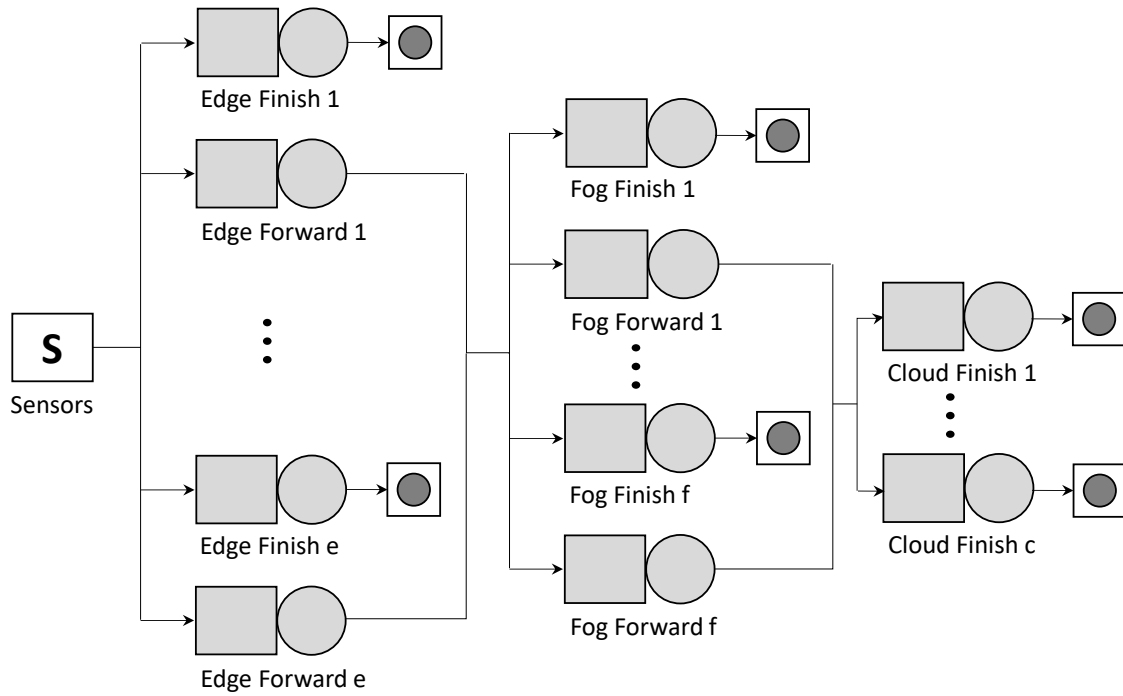 Edge Finish 1
Edge Forward 1
S
Sensors
Edge Finish e
Edge Forward e
Fog Finish 1
Fog Forward 1
Fog Finish f
Fog Forward f
Cloud Finish 1
Cloud Finish c